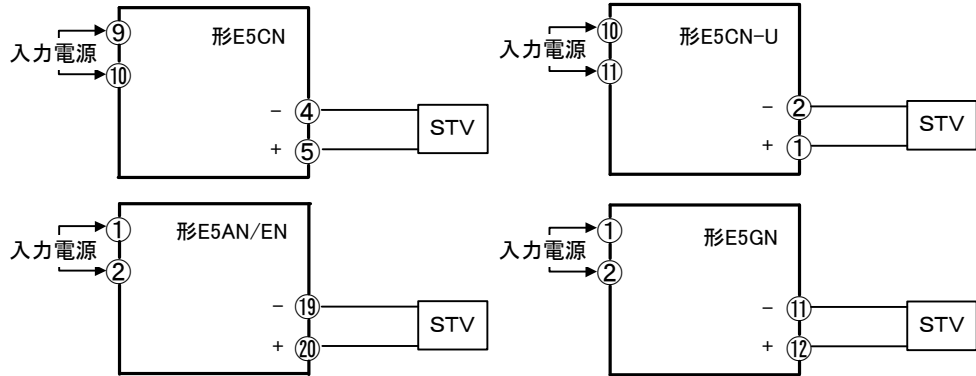 ⑨
形E5CN
入力電源
⑩
- ④
STV
+ ⑤
⑩
形E5CN-U
入力電源
⑪
- ②
STV
+ ①
①
形E5AN/EN
入力電源
②
- ⑲
STV
+ ⑳
①
形E5GN
入力電源
②
- ⑪
STV
+ ⑫